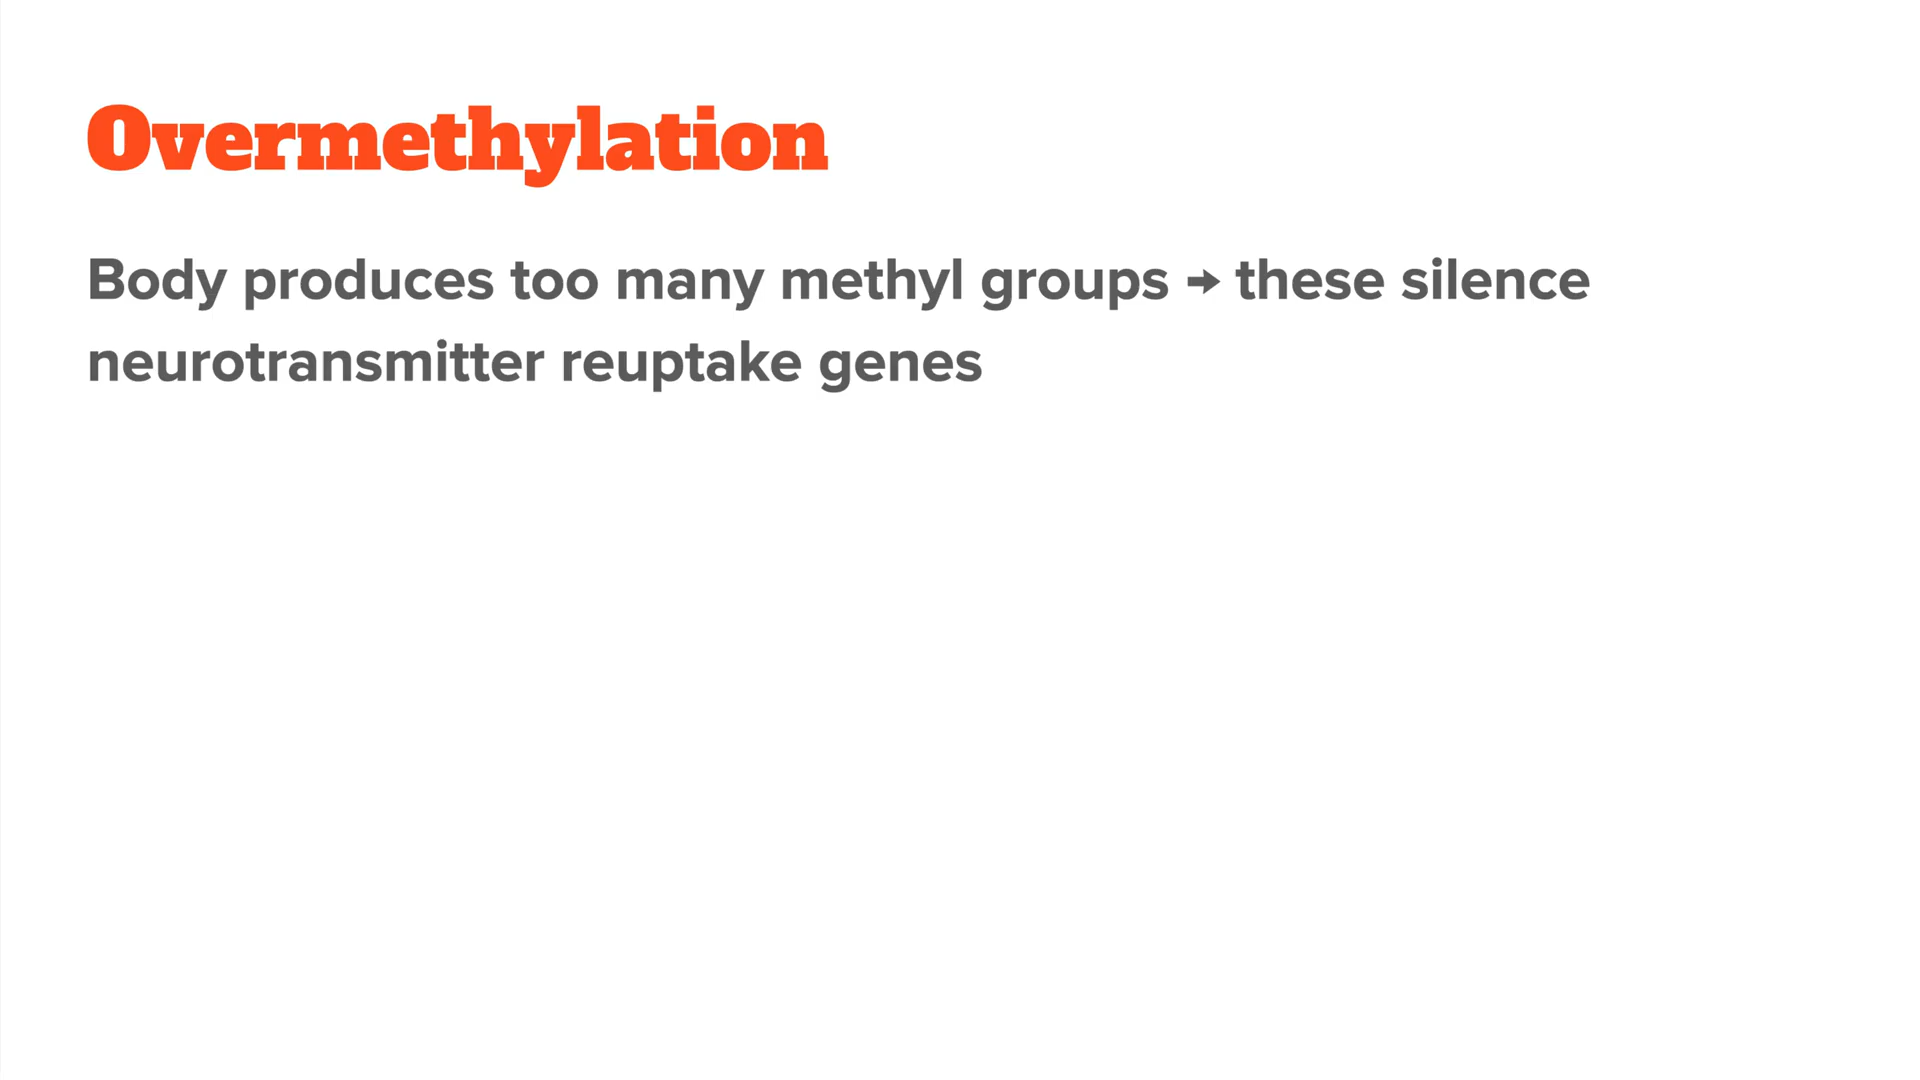 Overmethylation
Body produces too many methyl groups → these silence
neurotransmitter reuptake genes